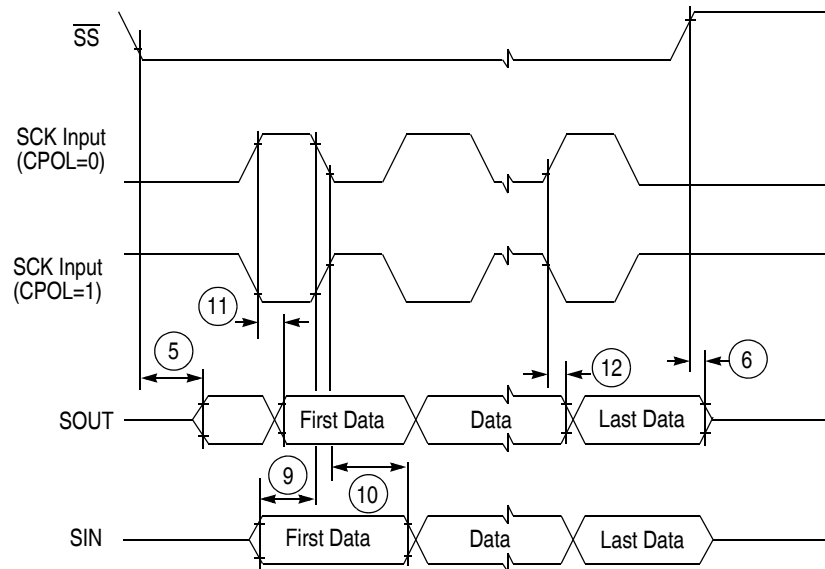 SS
SCK Input
(CPOL=0)
SCK Input
(CPOL=1)
11
5
12
6
SOUT
First Data
Data
Last Data
9
10
SIN
First Data
Data
Last Data